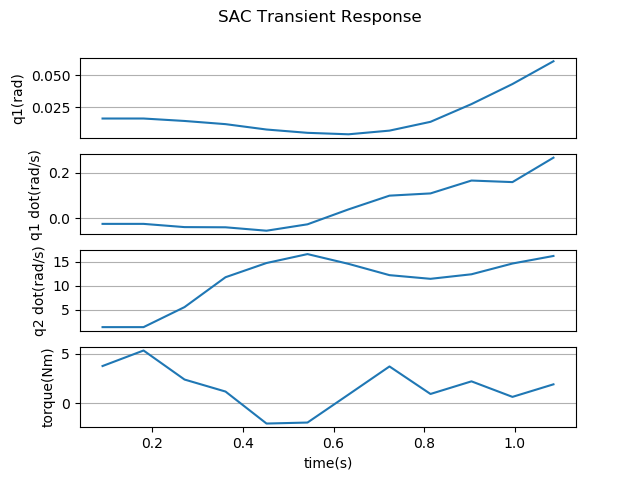 SAC Transient Response
q1(rad)
0.050
0.025
q1 dot(rad/s)
0.2
0.0
q2 dot(rad/s)
15
10
5
torque(Nm)
5
0
0.2 0.4 0.6 0.8 1.0
time(s)